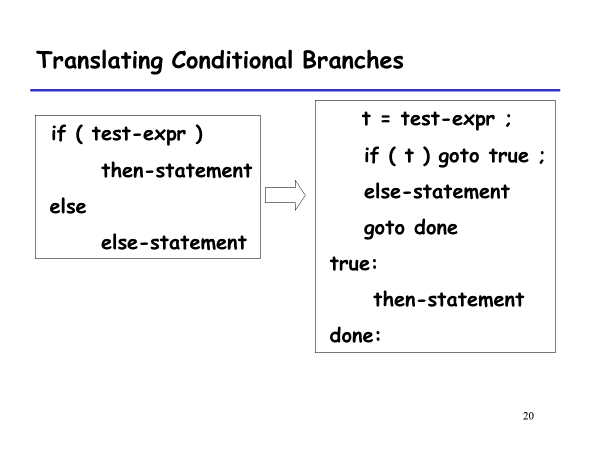 Translating Conditional Branches
if ( test-expr )
then-statement
else
else-statement
t = test-expr ;
if ( t ) goto true ;
else-statement
goto done
true:
then-statement
done:
20